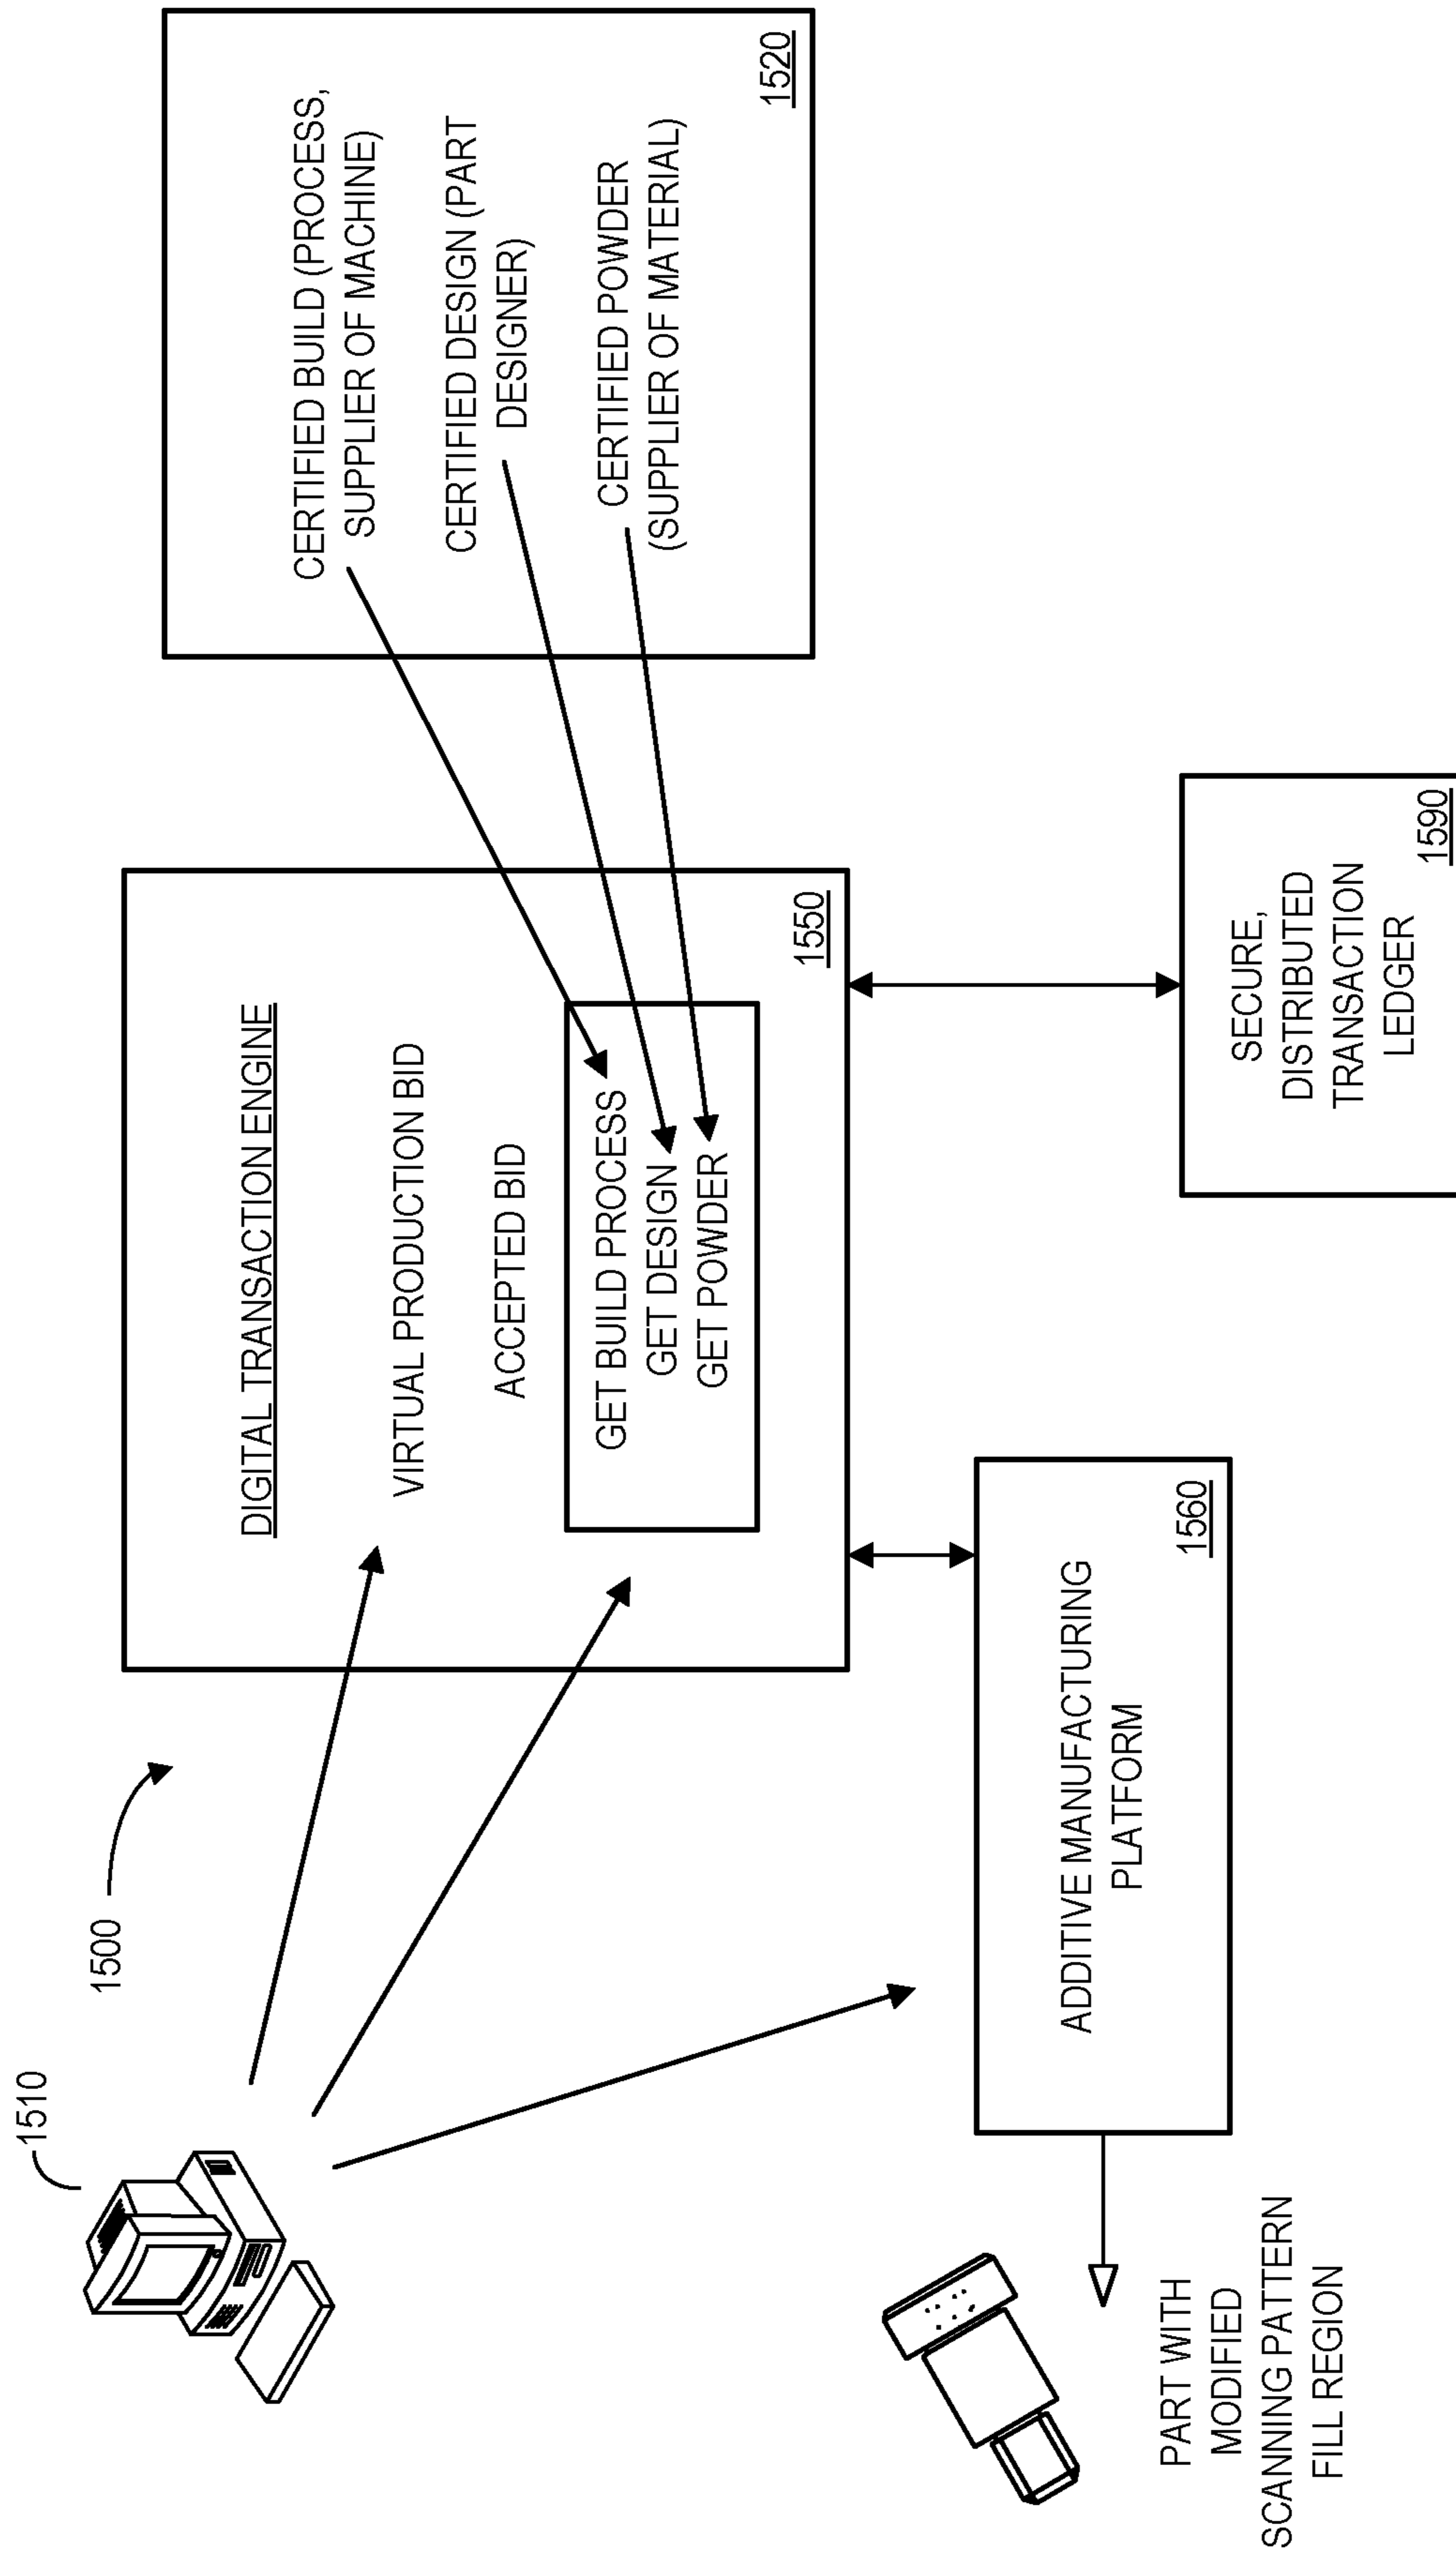 1510
1500
DIGITAL TRANSACTION ENGINE
VIRTUAL PRODUCTION BID
ACCEPTED BID
GET BUILD PROCESS
GET DESIGN
GET POWDER
1550
CERTIFIED BUILD (PROCESS,
SUPPLIER OF MACHINE)
CERTIFIED DESIGN (PART
DESIGNER)
CERTIFIED POWDER
(SUPPLIER OF MATERIAL)
1520
PART WITH
MODIFIED
SCANNING PATTERN
FILL REGION
ADDITIVE MANUFACTURING
PLATFORM
1560
SECURE,
DISTRIBUTED
TRANSACTION
LEDGER
1590